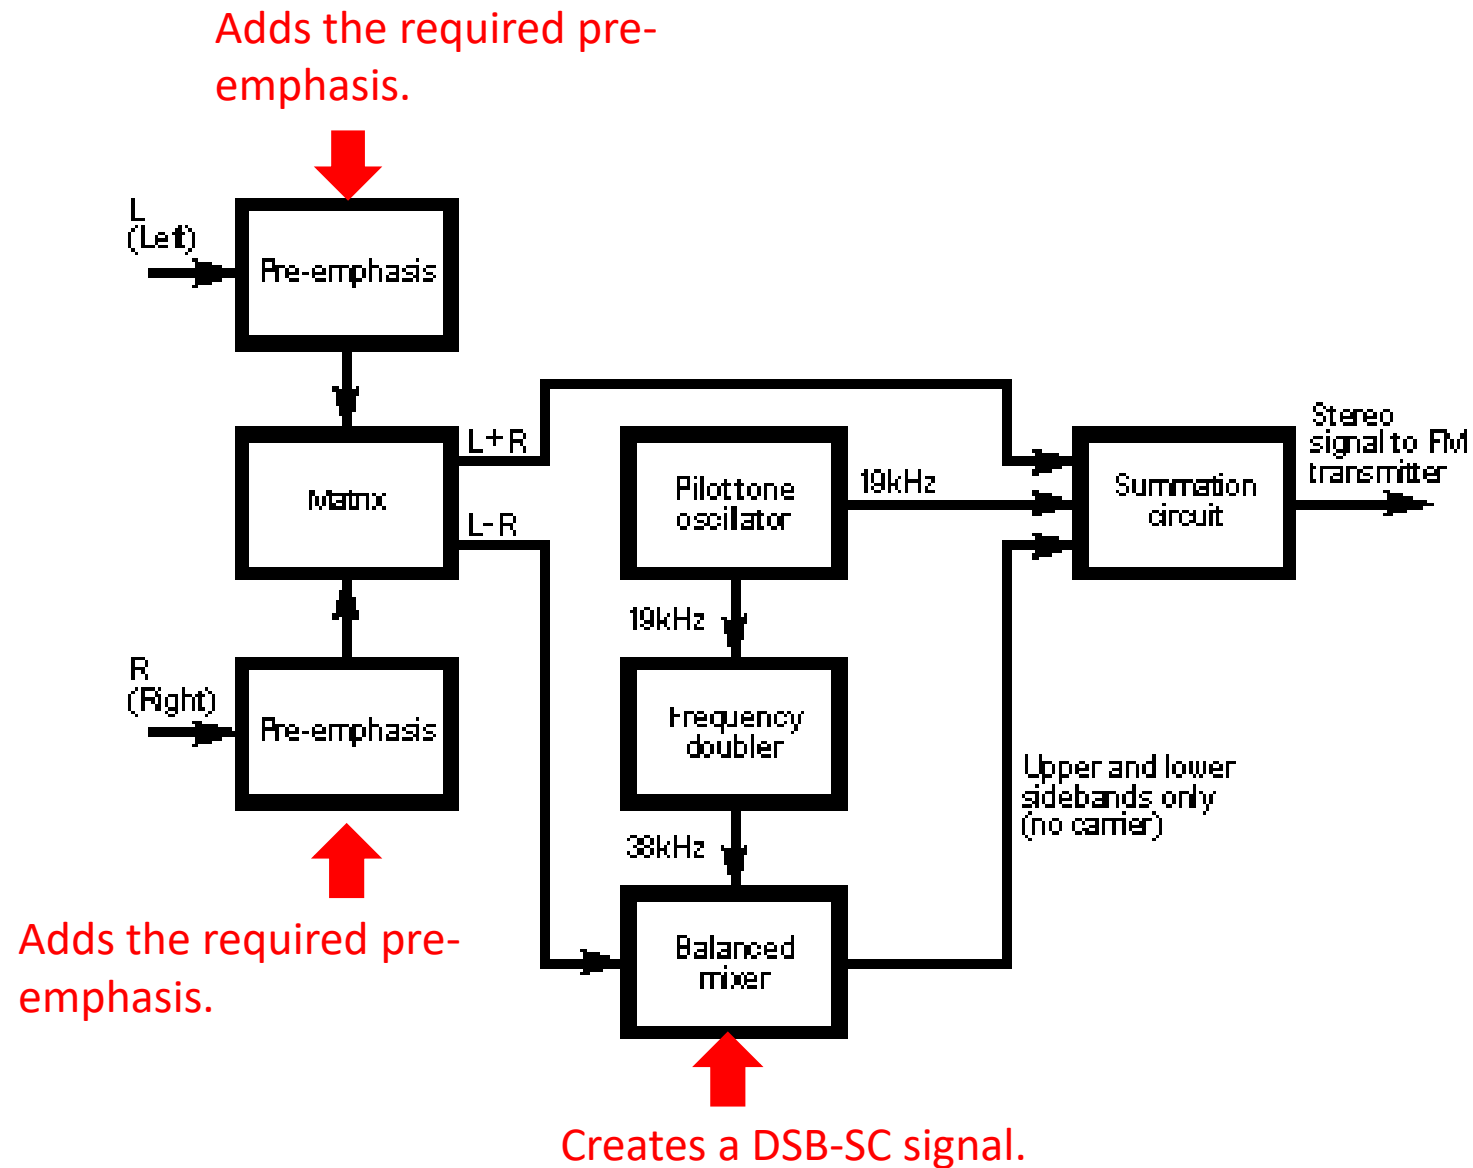 Adds the required pre-
emphasis.
L
(Left)
Pre-emphasis
L+R
Matrix
L-R
Pilot tone
oscillator
19kHz
Summation
circuit
Stereo
signal to FM
transmitter
19kHz
R
(Right)
Pre-emphasis
Frequency
doubler
Upper and lower
sidebands only
(no carrier)
38kHz
Adds the required pre-
emphasis.
Balanced
mixer
Creates a DSB-SC signal.